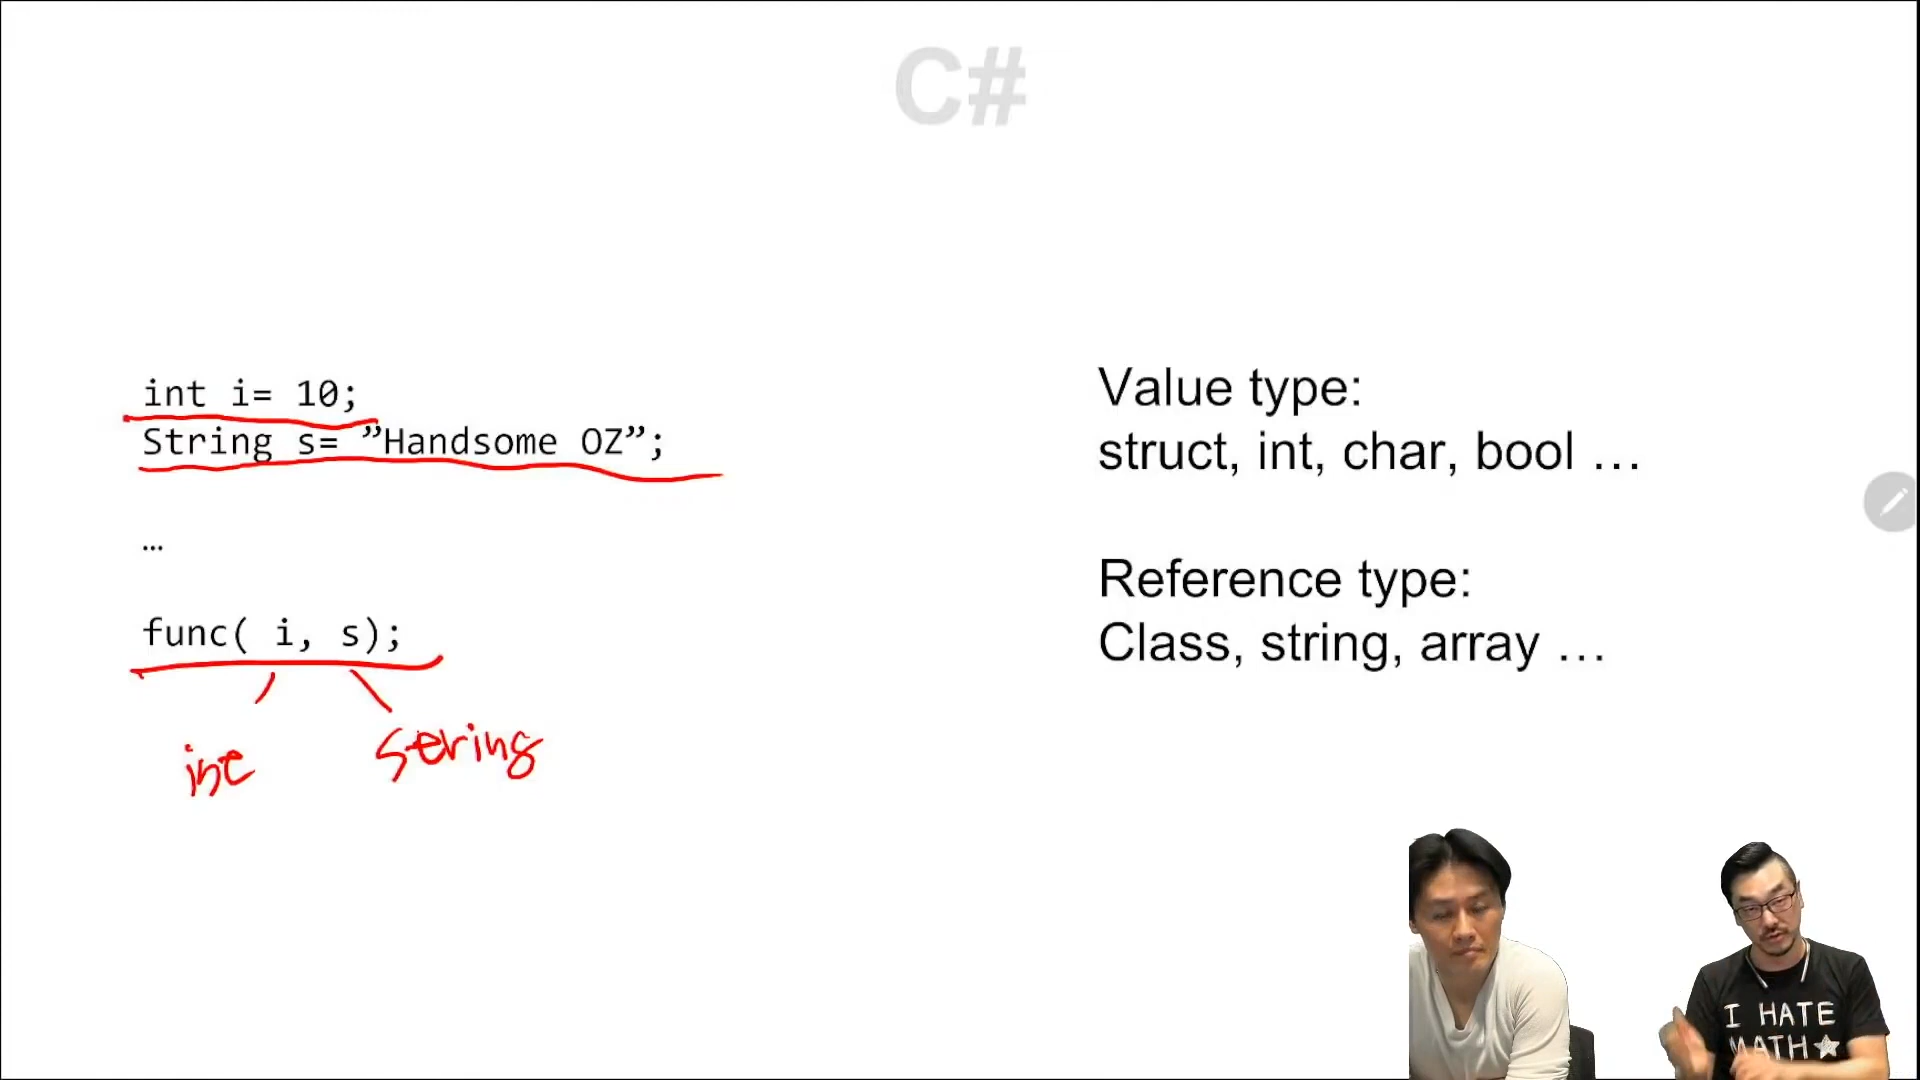 C#
int i= 10;
String s= ”Handsome OZ”;
…
func( i, s);
int
string
Value type:
struct, int, char, bool …
Reference type:
Class, string, array …
I HATE
MATH★